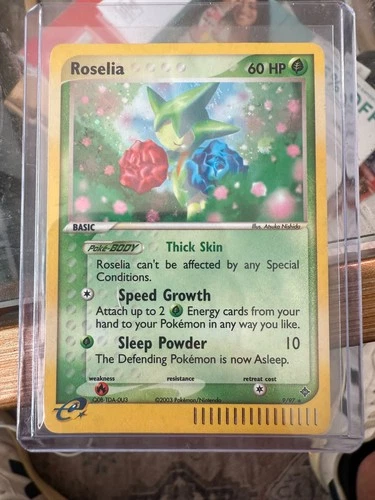 Roselia 60 HP
BASIC Illus. Atsuko Nishida
Poké-BODY Thick Skin
Roselia can't be affected by any Special
Conditions.
Speed Growth
Attach up to 2 Energy cards from your
hand to your Pokémon in any way you like.
Sleep Powder 10
The Defending Pokémon is now Asleep.
weakness resistance retreat cost
©2003 Pokémon/Nintendo 9/97
e